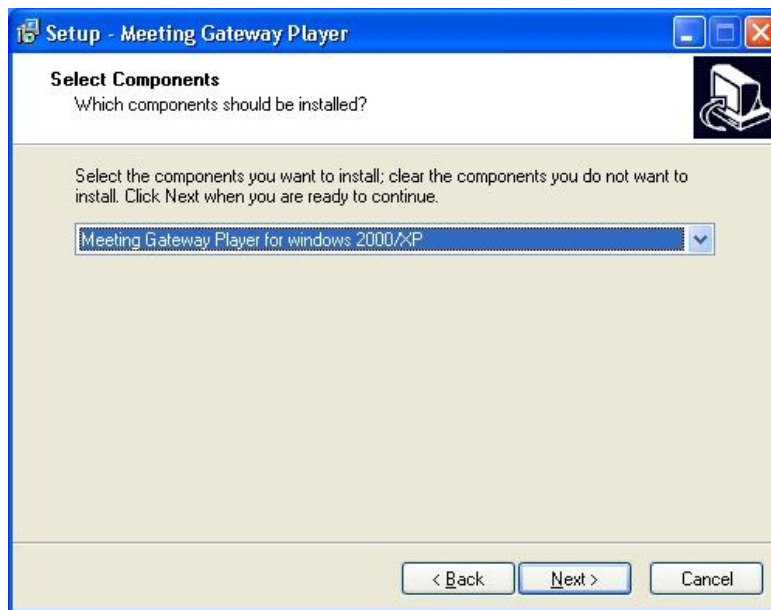 Setup - Meeting Gateway Player
Select Components
Which components should be installed?
Select the components you want to install; clear the components you do not want to
install. Click Next when you are ready to continue.
Meeting Gateway Player for windows 2000/XP
< Back
Next >
Cancel